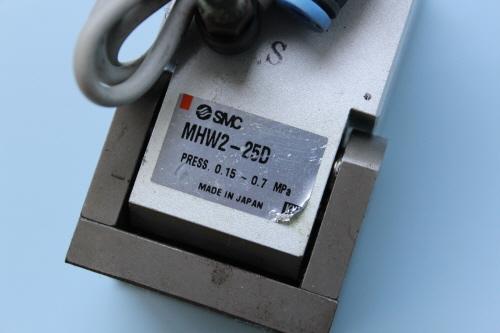 S
SMC
MHW2-25D
PRESS. 0.15 ~ 0.7 MPa
MADE IN JAPAN